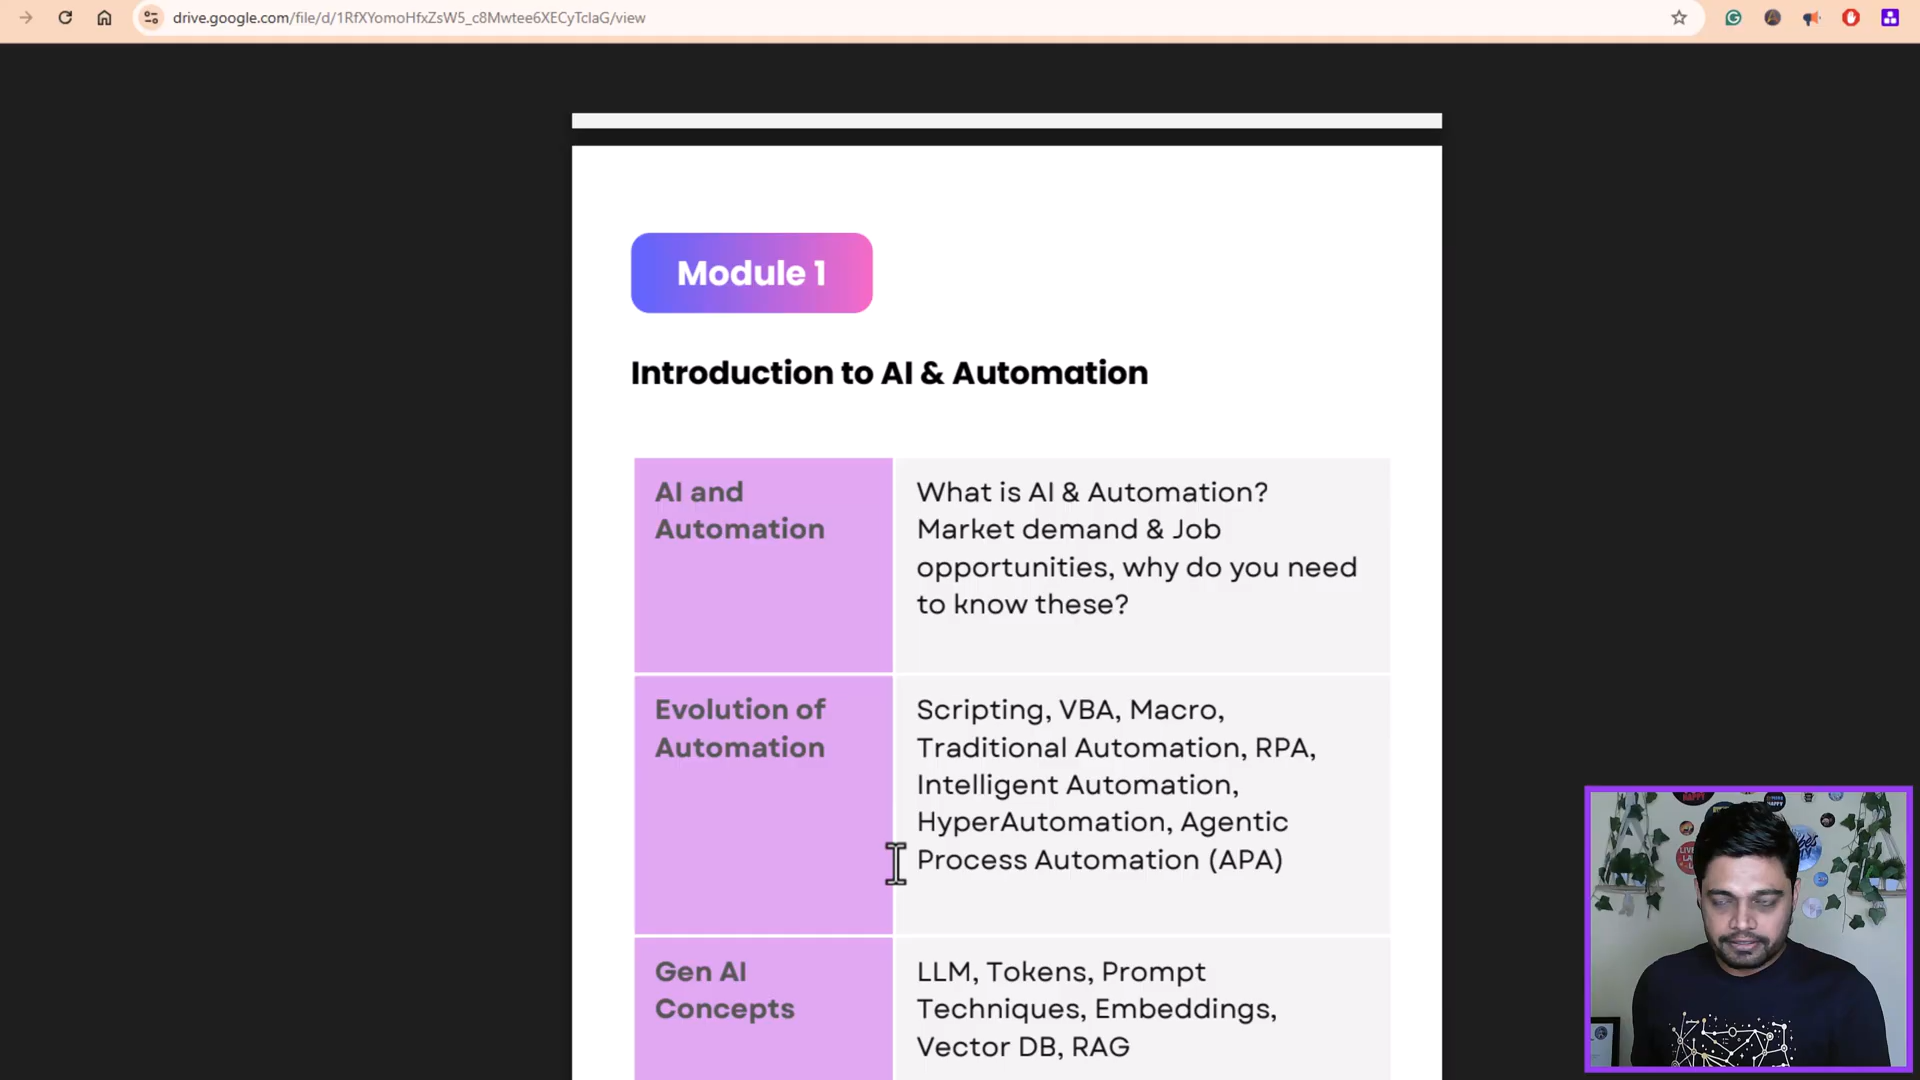 drive.google.com/file/d/1RfXYomoHfxZsW5_c8Mwtee6XECyTclaG/view
Module 1
Introduction to AI & Automation
AI and
Automation
What is AI & Automation?
Market demand & Job
opportunities, why do you need
to know these?
Evolution of
Automation
Scripting, VBA, Macro,
Traditional Automation, RPA,
Intelligent Automation,
HyperAutomation, Agentic
Process Automation (APA)
Gen AI
Concepts
LLM, Tokens, Prompt
Techniques, Embeddings,
Vector DB, RAG